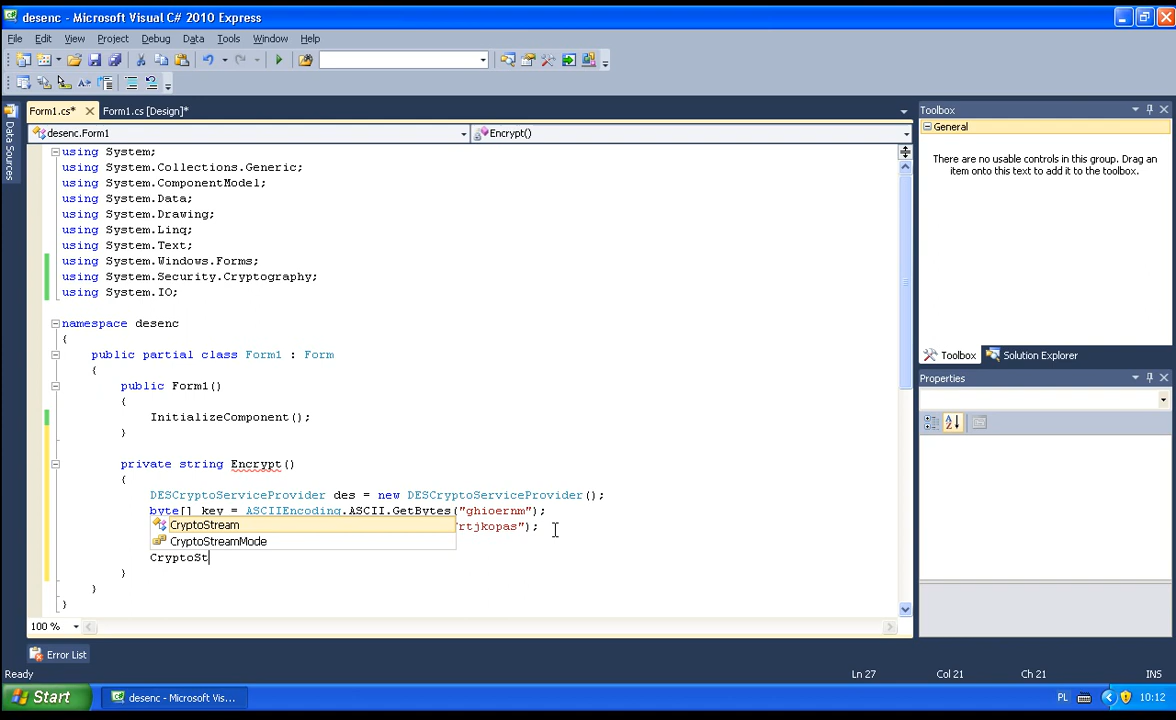 desenc - Microsoft Visual C# 2010 Express
File Edit View Project Debug Data Tools Window Help
Form1.cs* Form1.cs [Design]*
desenc.Form1 Encrypt()
Data Sources
using System;
using System.Collections.Generic;
using System.ComponentModel;
using System.Data;
using System.Drawing;
using System.Linq;
using System.Text;
using System.Windows.Forms;
using System.Security.Cryptography;
using System.IO;
namespace desenc
{
public partial class Form1 : Form
{
public Form1()
{
InitializeComponent();
}
private string Encrypt()
{
DESCryptoServiceProvider des = new DESCryptoServiceProvider();
byte[] key = ASCIIEncoding.ASCII.GetBytes("ghioernm");
"rtjkopas");
CryptoStream
CryptoStreamMode
CryptoSt
}
}
}
100 %
Toolbox
General
There are no usable controls in this group. Drag an
item onto this text to add it to the toolbox.
Toolbox Solution Explorer
Properties
Error List
Ready Ln 27 Col 21 Ch 21 INS
Start desenc - Microsoft Vis... PL 10:12